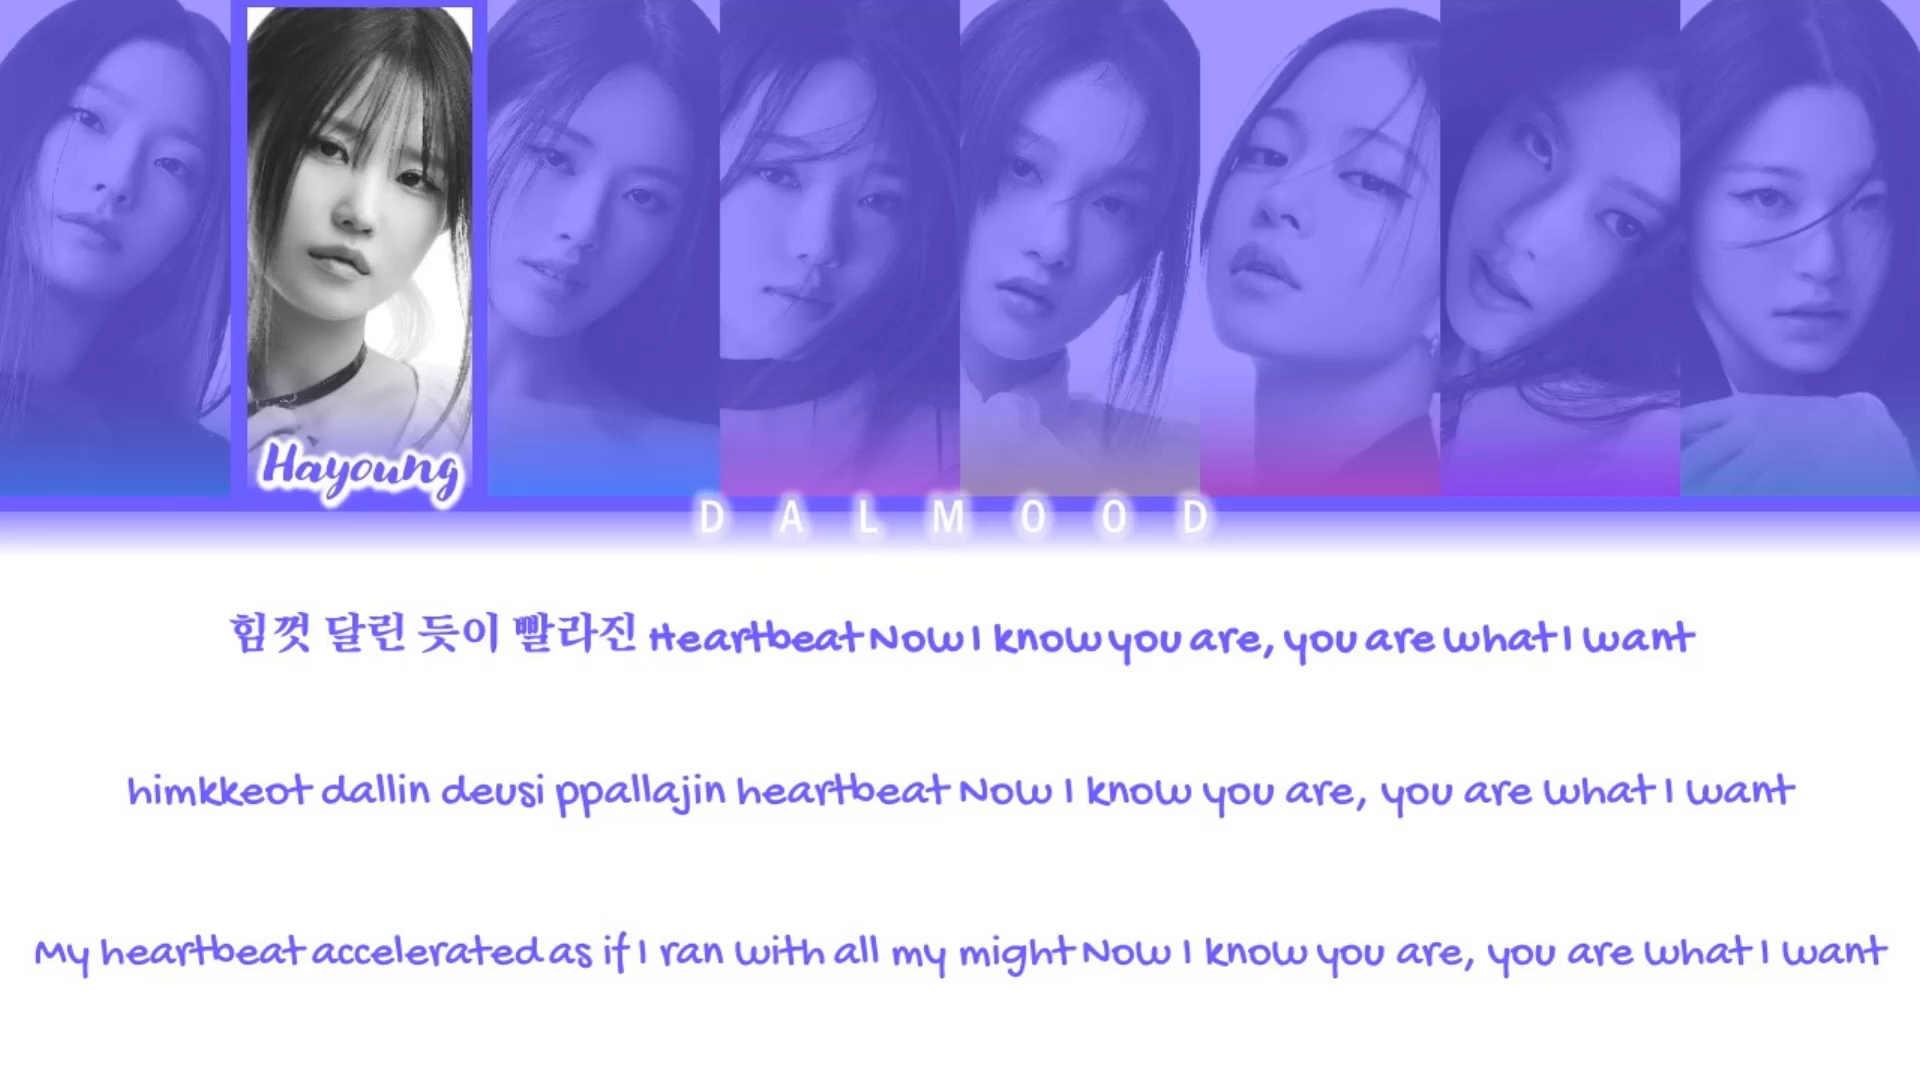 Hayoung
DALMOOD
힘껏 달린 듯이 빨라진 Heartbeat Now I know you are, you are what I want
himkkeot dallin deusi ppallajin heartbeat Now I know you are, you are what I want
My heartbeat accelerated as if I ran with all my might Now I know you are, you are what I want